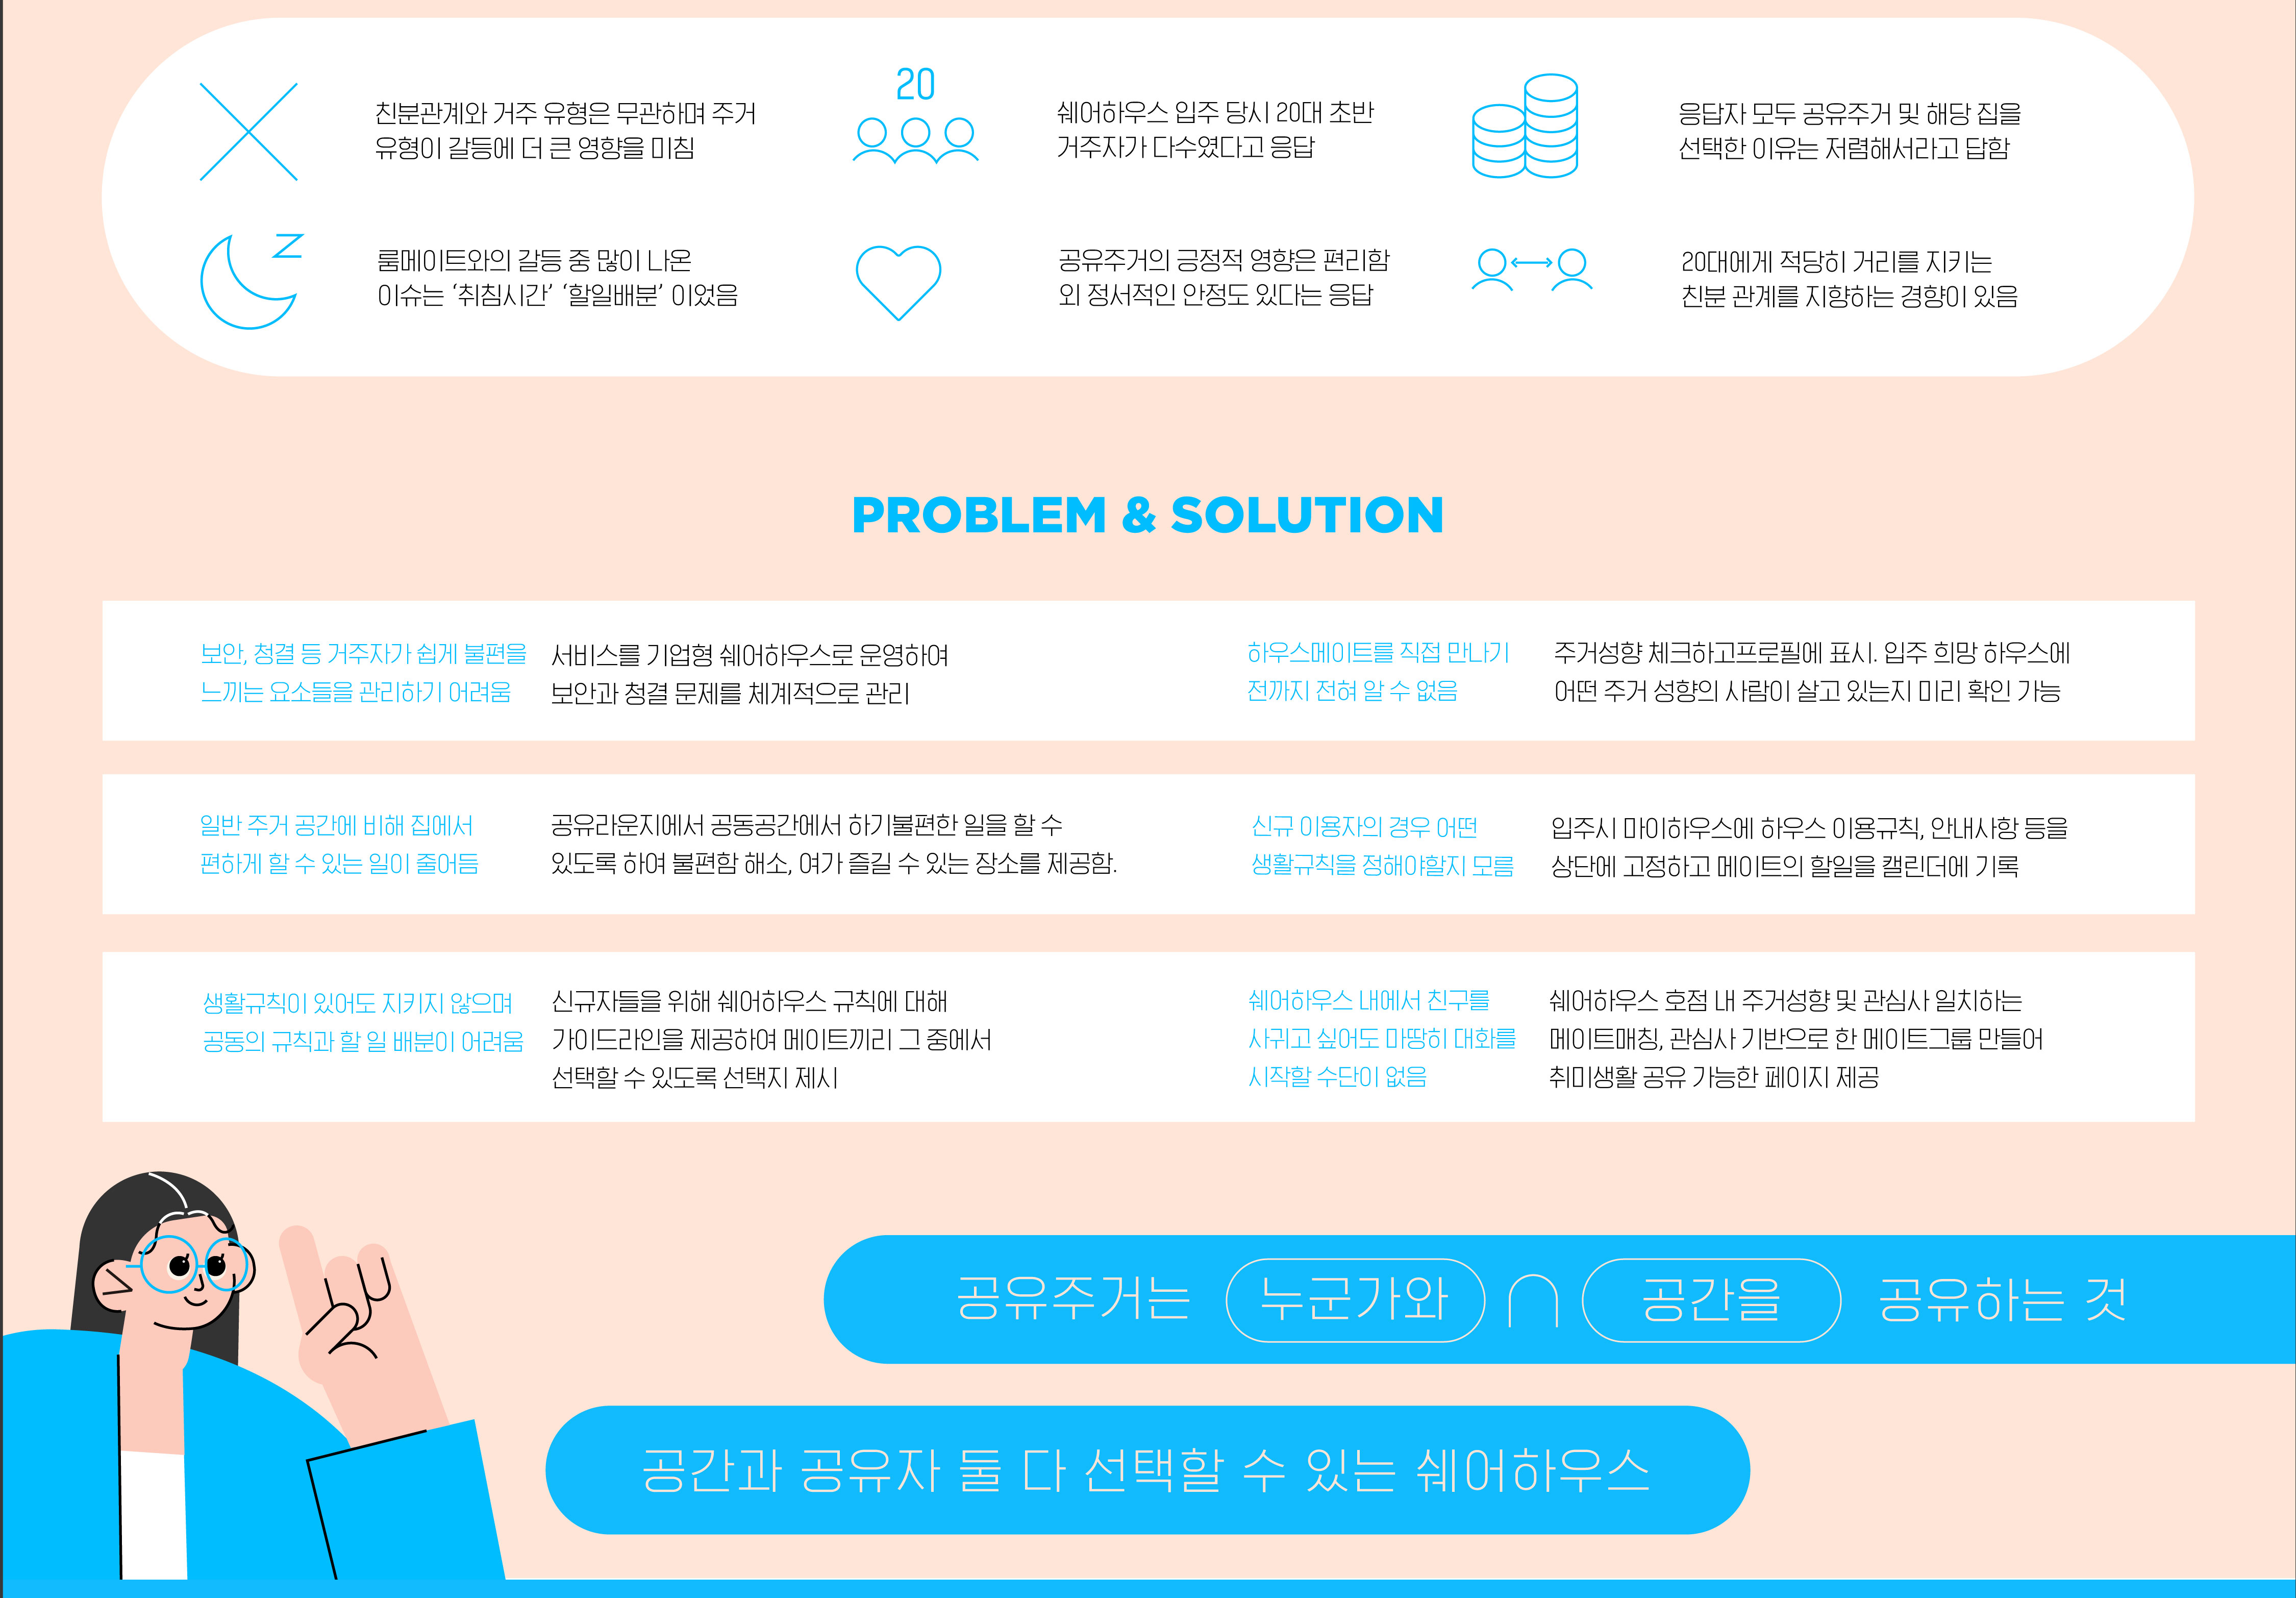 친분관계와 거주 유형은 무관하며 주거
유형이 갈등에 더 큰 영향을 미침
20
쉐어하우스 입주 당시 20대 초반
거주자가 다수였다고 응답
응답자 모두 공유주거 및 해당 집을
선택한 이유는 저렴해서라고 답함
Z
룸메이트와의 갈등 중 많이 나온
이슈는 ‘취침시간’ ‘할일배분’ 이었음
공유주거의 긍정적 영향은 편리함
외 정서적인 안정도 있다는 응답
20대에게 적당히 거리를 지키는
친분 관계를 지향하는 경향이 있음
PROBLEM & SOLUTION
보안, 청결 등 거주자가 쉽게 불편을
느끼는 요소들을 관리하기 어려움
서비스를 기업형 쉐어하우스로 운영하여
보안과 청결 문제를 체계적으로 관리
하우스메이트를 직접 만나기
전까지 전혀 알 수 없음
주거성향 체크하고프로필에 표시. 입주 희망 하우스에
어떤 주거 성향의 사람이 살고 있는지 미리 확인 가능
일반 주거 공간에 비해 집에서
편하게 할 수 있는 일이 줄어듬
공유라운지에서 공동공간에서 하기불편한 일을 할 수
있도록 하여 불편함 해소, 여가 즐길 수 있는 장소를 제공함.
신규 이용자의 경우 어떤
생활규칙을 정해야할지 모름
입주시 마이하우스에 하우스 이용규칙, 안내사항 등을
상단에 고정하고 메이트의 할일을 캘린더에 기록
생활규칙이 있어도 지키지 않으며
공동의 규칙과 할 일 배분이 어려움
신규자들을 위해 쉐어하우스 규칙에 대해
가이드라인을 제공하여 메이트끼리 그 중에서
선택할 수 있도록 선택지 제시
쉐어하우스 내에서 친구를
사귀고 싶어도 마땅히 대화를
시작할 수단이 없음
쉐어하우스 호점 내 주거성향 및 관심사 일치하는
메이트매칭, 관심사 기반으로 한 메이트그룹 만들어
취미생활 공유 가능한 페이지 제공
공유주거는 누군가와 ∩ 공간을 공유하는 것
공간과 공유자 둘 다 선택할 수 있는 쉐어하우스